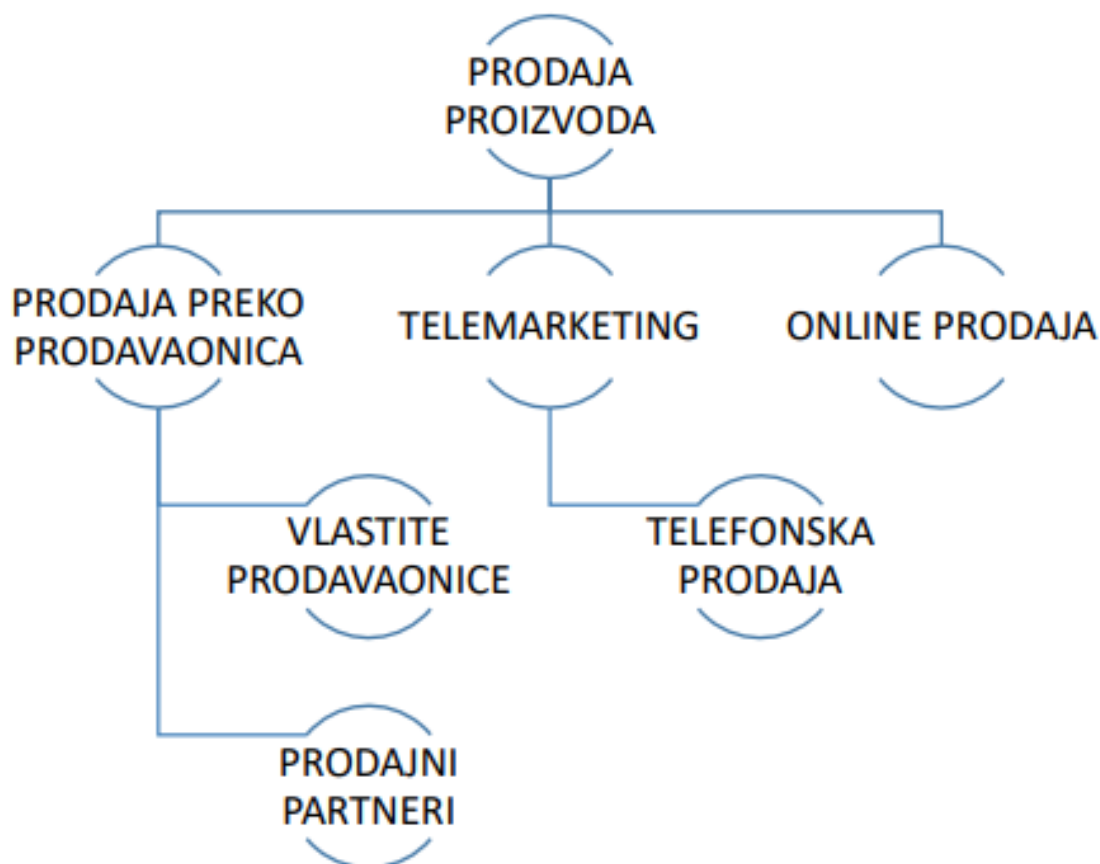 PRODAJA
PROIZVODA
PRODAJA PREKO
PRODAVAONICA
TELEMARKETING
ONLINE PRODAJA
VLASTITE
PRODAVAONICE
TELEFONSKA
PRODAJA
PRODAJNI
PARTNERI